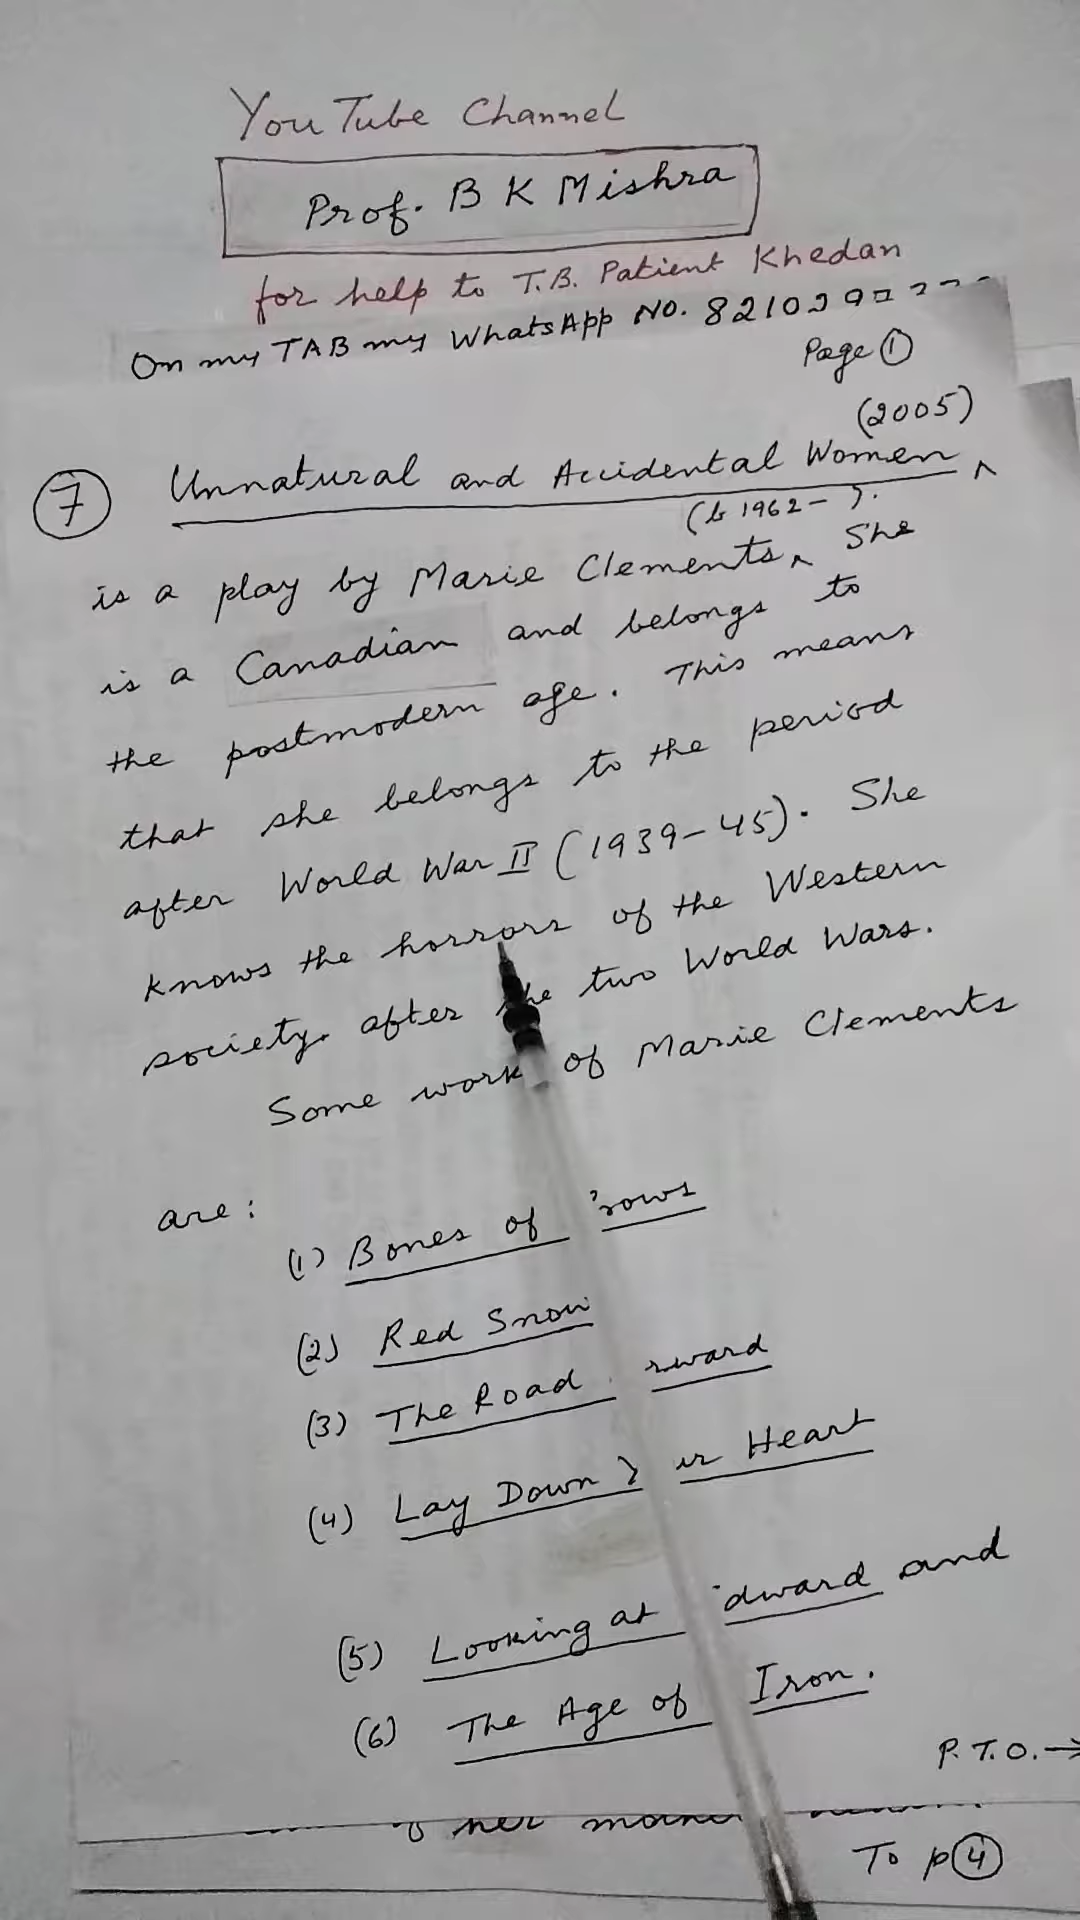 YouTube Channel
Prof. B K Mishra
for help to T.B. Patient Khedan
On my TAB my WhatsApp NO.
Page 1
(2005)
7 Unnatural and Accidental Women ^
(b 1962 - ).
is a play by Marie Clements ^ She
is a Canadian and belongs to
the postmodern age. This means
that she belongs to the period
after World War II (1939-45). She
knows the horrors of the Western
society. after the two World Wars.
Some work of Marie Clements
are:
(1) Bones of
(2) Red Snow
(3) The Road
(4) Lay Down Heart
(5) Looking at and
(6) The Age of Iron.
P.T.O. →
To p 4